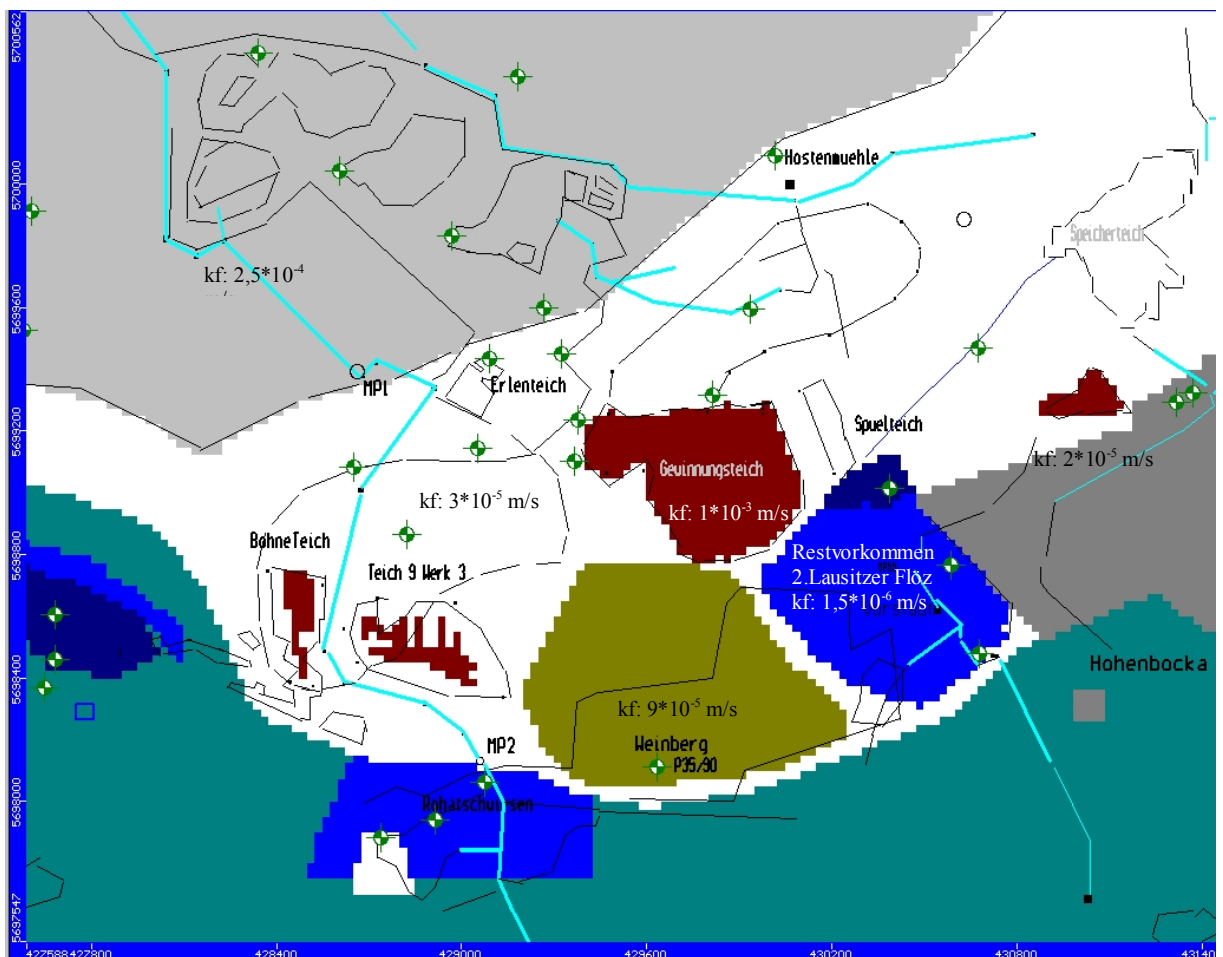 5700562
5700000
5699600
5699200
5698800
5698400
5698000
5697547
Hostenmuehle
Speicherteich
kf: 2,5*10-4
MP1
Erlenteich
Spuelteich
Gewinnungsteich
kf: 2*10-5 m/s
kf: 3*10-5 m/s
kf: 1*10-3 m/s
BohneTeich
Teich 9 Werk 3
Restvorkommen
2.Lausitzer Flöz
kf: 1,5*10-6 m/s
Hohenbocka
kf: 9*10-5 m/s
MP2
Weinberg
P35/90
427588 427800 428400 429000 429600 430200 430800